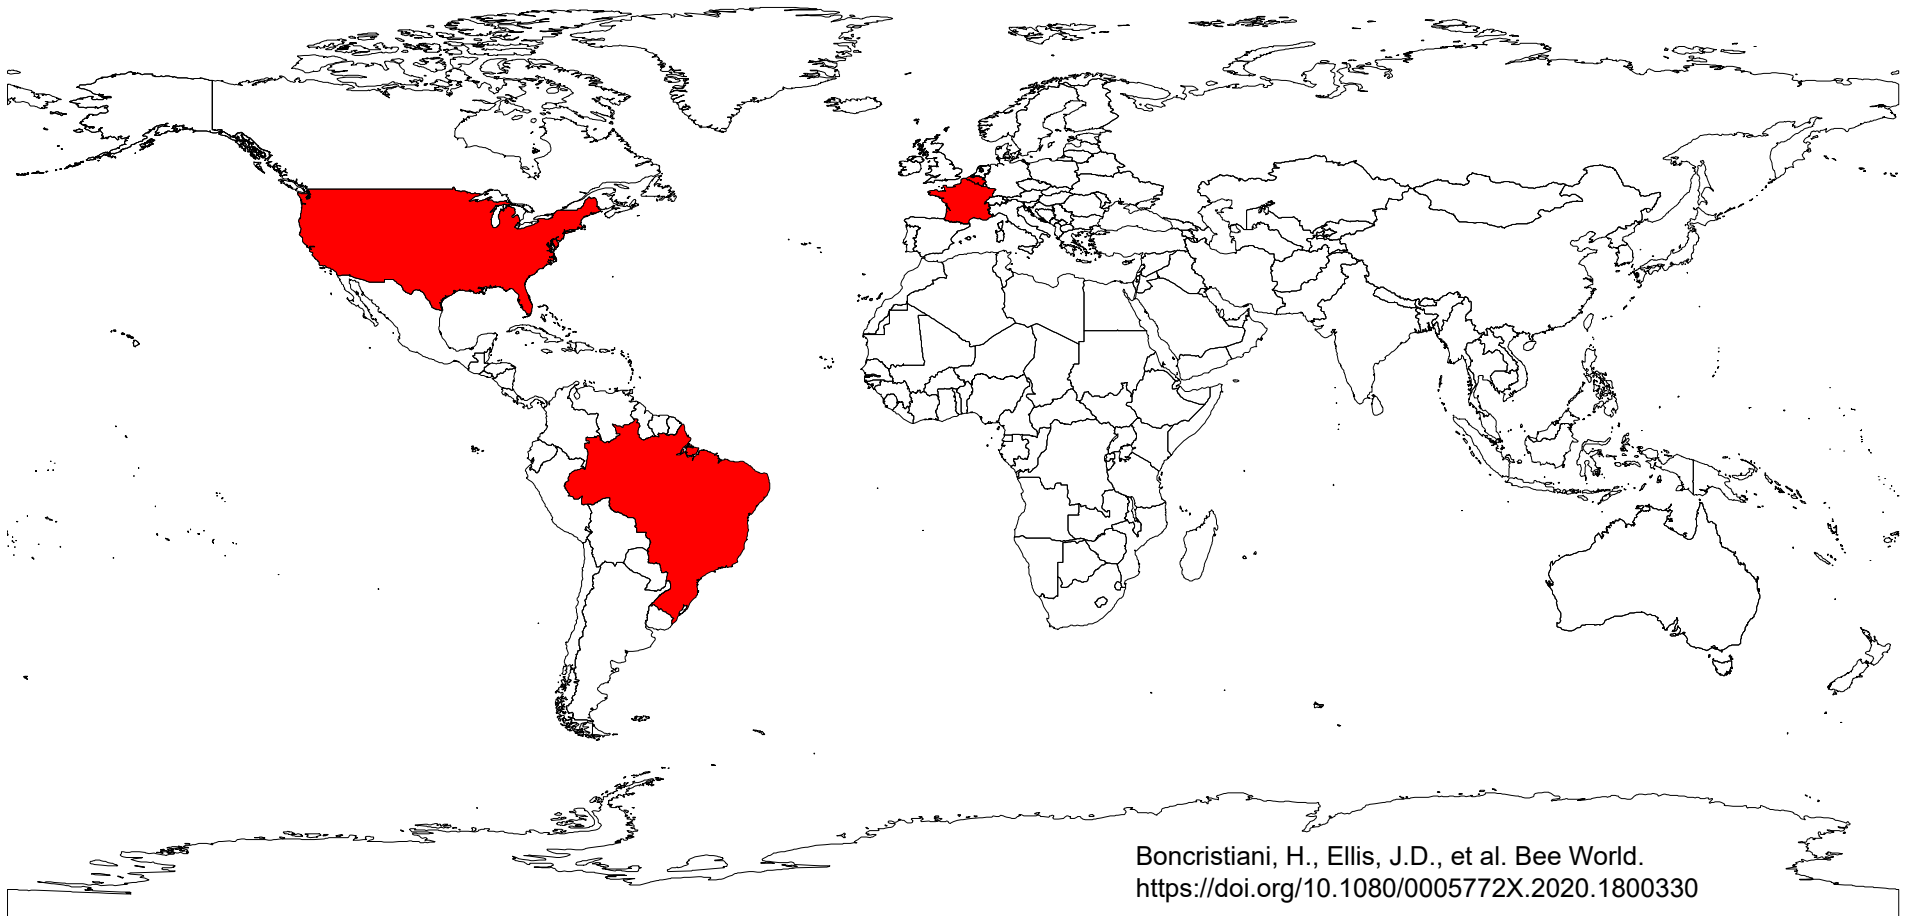 Boncristiani, H., Ellis, J.D., et al. Bee World.
https://doi.org/10.1080/0005772X.2020.1800330